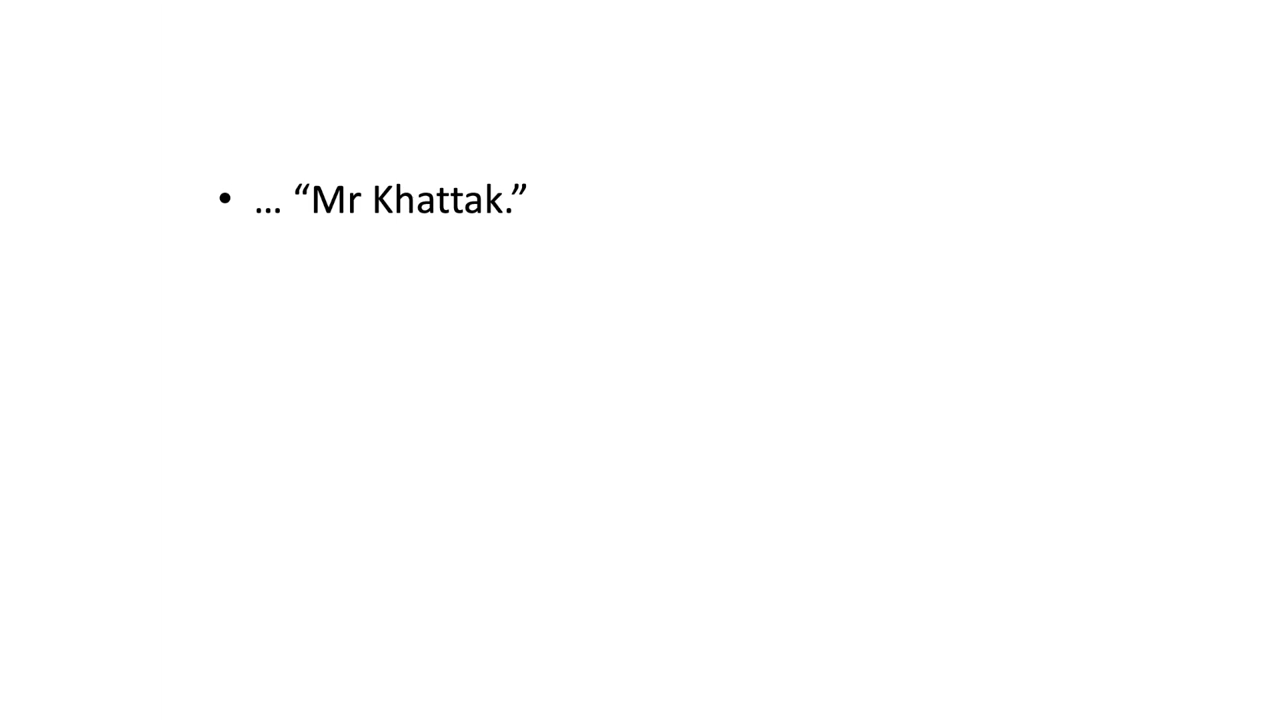 • … “Mr Khattak.”